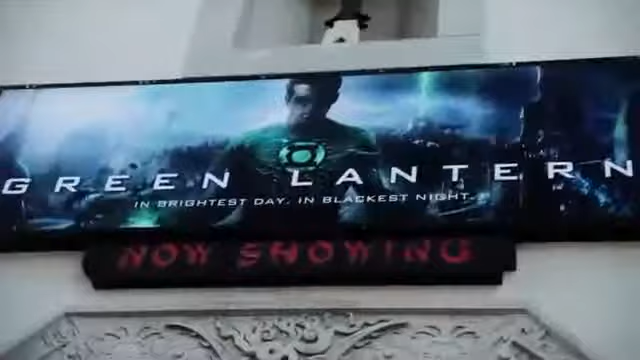 GREEN LANTERN
IN BRIGHTEST DAY, IN BLACKEST NIGHT...
NOW SHOWING